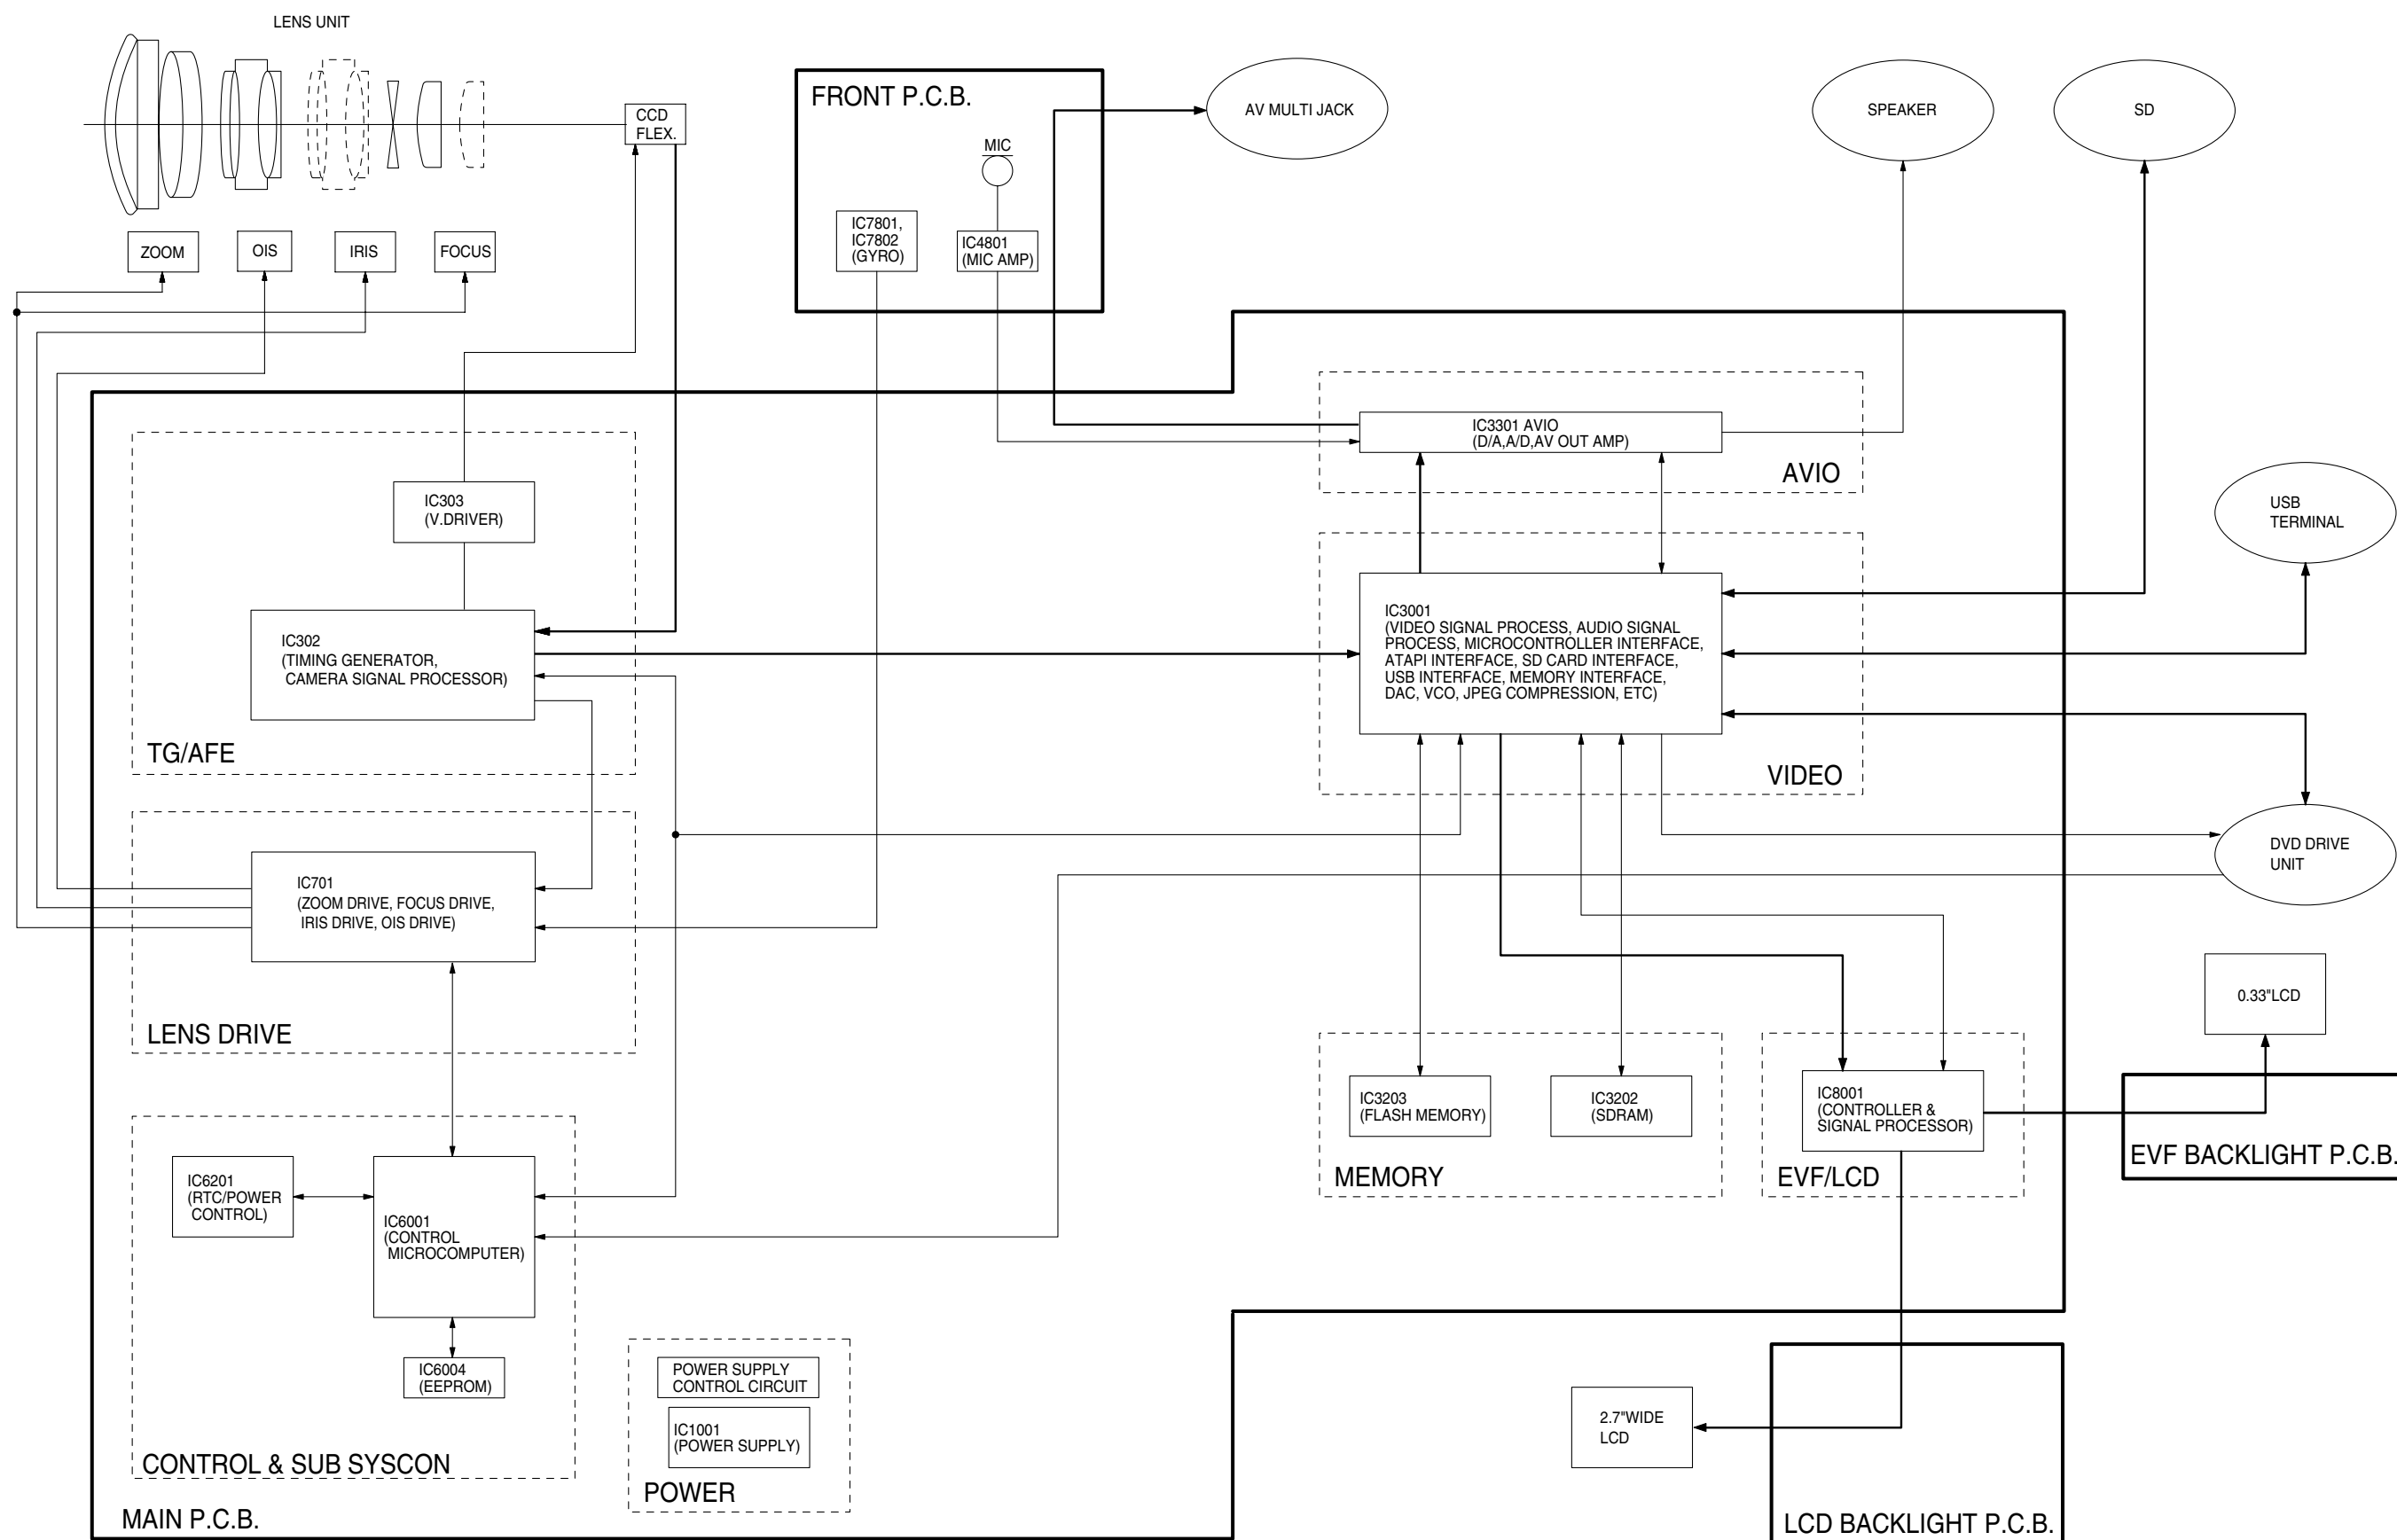 LENS UNIT
CCD
FLEX.
ZOOM
OIS
IRIS
FOCUS
FRONT P.C.B.
MIC
IC7801,
IC7802
(GYRO)
IC4801
(MIC AMP)
AV MULTI JACK
SPEAKER
SD
IC3301 AVIO
(D/A,A/D,AV OUT AMP)
AVIO
IC303
(V.DRIVER)
IC302
(TIMING GENERATOR,
CAMERA SIGNAL PROCESSOR)
TG/AFE
IC3001
(VIDEO SIGNAL PROCESS, AUDIO SIGNAL
PROCESS, MICROCONTROLLER INTERFACE,
ATAPI INTERFACE, SD CARD INTERFACE,
USB INTERFACE, MEMORY INTERFACE,
DAC, VCO, JPEG COMPRESSION, ETC)
VIDEO
USB
TERMINAL
DVD DRIVE
UNIT
IC701
(ZOOM DRIVE, FOCUS DRIVE,
IRIS DRIVE, OIS DRIVE)
LENS DRIVE
0.33"LCD
IC3203
(FLASH MEMORY)
IC3202
(SDRAM)
MEMORY
IC8001
(CONTROLLER &
SIGNAL PROCESSOR)
EVF/LCD
EVF BACKLIGHT P.C.B.
IC6201
(RTC/POWER
CONTROL)
IC6001
(CONTROL
MICROCOMPUTER)
IC6004
(EEPROM)
CONTROL & SUB SYSCON
POWER SUPPLY
CONTROL CIRCUIT
IC1001
(POWER SUPPLY)
POWER
MAIN P.C.B.
2.7"WIDE
LCD
LCD BACKLIGHT P.C.B.